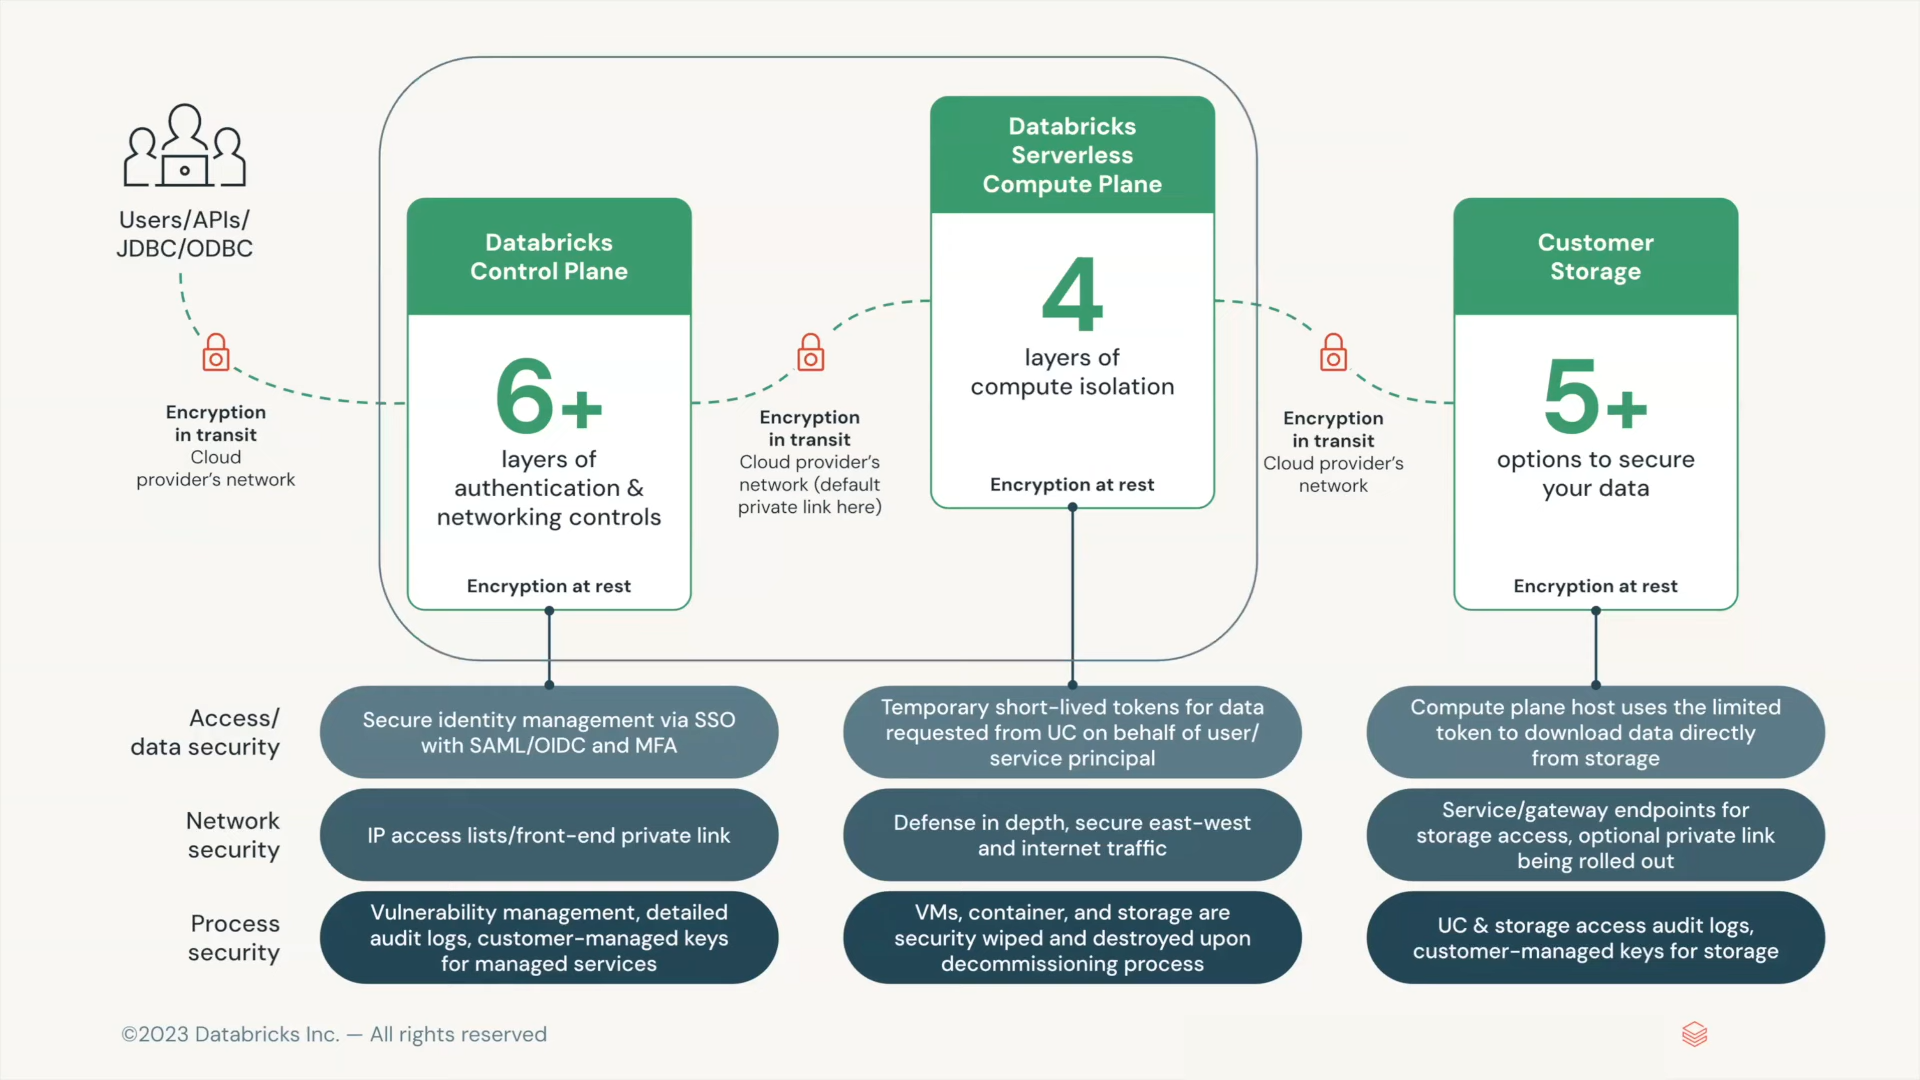 Users/APIs/
JDBC/ODBC
Encryption
in transit
Cloud
provider's network
Databricks
Control Plane
6+
layers of
authentication &
networking controls
Encryption at rest
Encryption
in transit
Cloud provider's
network (default
private link here)
Databricks
Serverless
Compute Plane
4
layers of
compute isolation
Encryption at rest
Encryption
in transit
Cloud provider's
network
Customer
Storage
5+
options to secure
your data
Encryption at rest
Access/
data security
Secure identity management via SSO
with SAML/OIDC and MFA
Temporary short-lived tokens for data
requested from UC on behalf of user/
service principal
Compute plane host uses the limited
token to download data directly
from storage
Network
security
IP access lists/front-end private link
Defense in depth, secure east-west
and internet traffic
Service/gateway endpoints for
storage access, optional private link
being rolled out
Process
security
Vulnerability management, detailed
audit logs, customer-managed keys
for managed services
VMs, container, and storage are
security wiped and destroyed upon
decommissioning process
UC & storage access audit logs,
customer-managed keys for storage
©2023 Databricks Inc. — All rights reserved